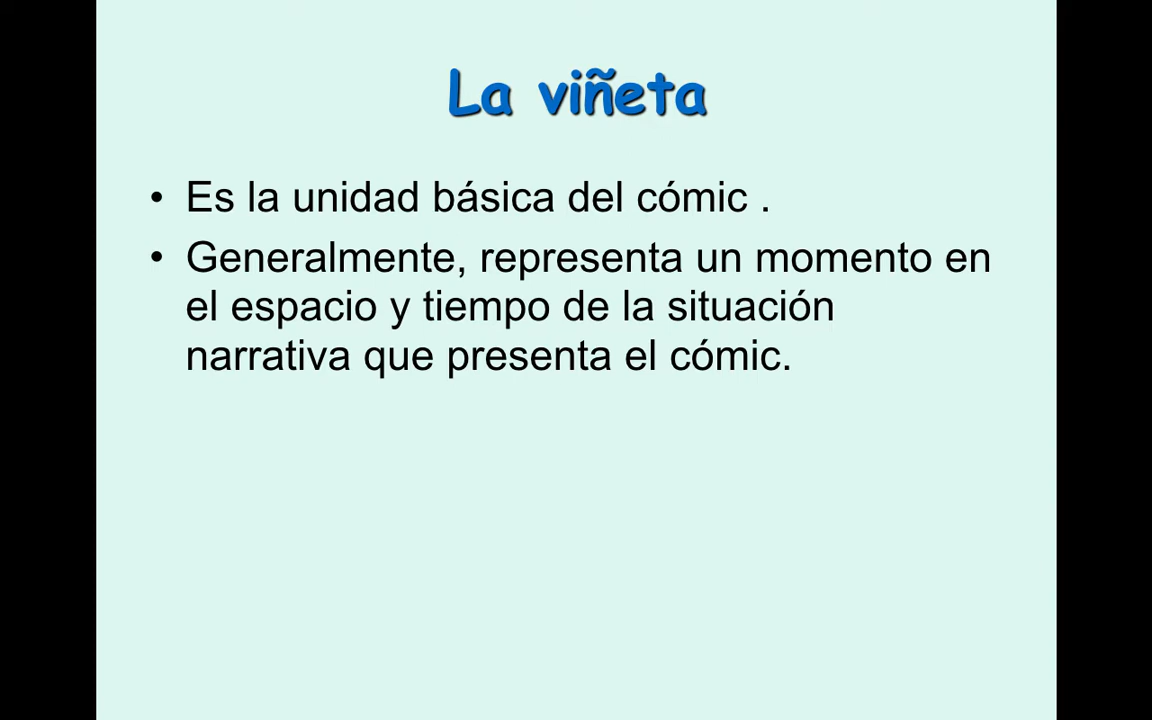 La viñeta
• Es la unidad básica del cómic .
• Generalmente, representa un momento en
el espacio y tiempo de la situación
narrativa que presenta el cómic.